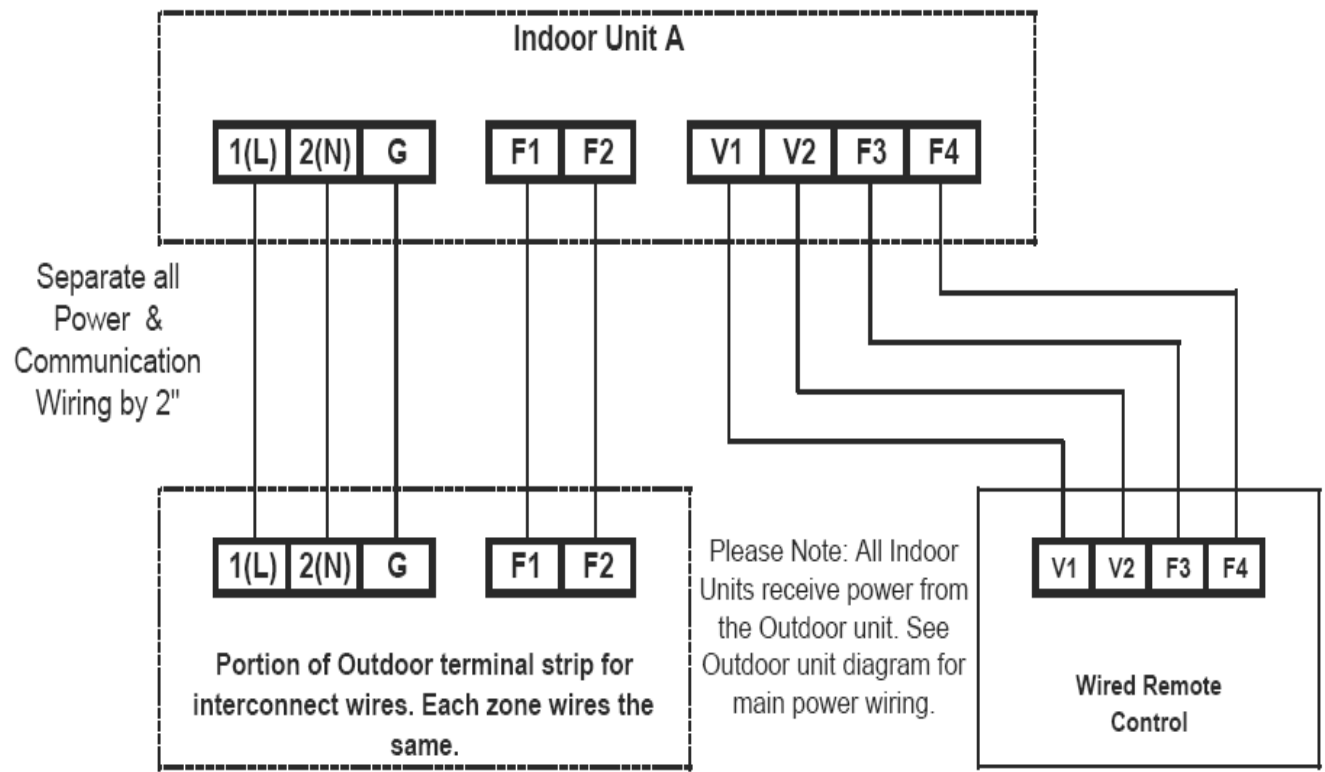 Indoor Unit A
1(L) 2(N) G F1 F2 V1 V2 F3 F4
Separate all
Power &
Communication
Wiring by 2"
1(L) 2(N) G F1 F2
Portion of Outdoor terminal strip for
interconnect wires. Each zone wires the
same.
Please Note: All Indoor
Units receive power from
the Outdoor unit. See
Outdoor unit diagram for
main power wiring.
V1 V2 F3 F4
Wired Remote
Control